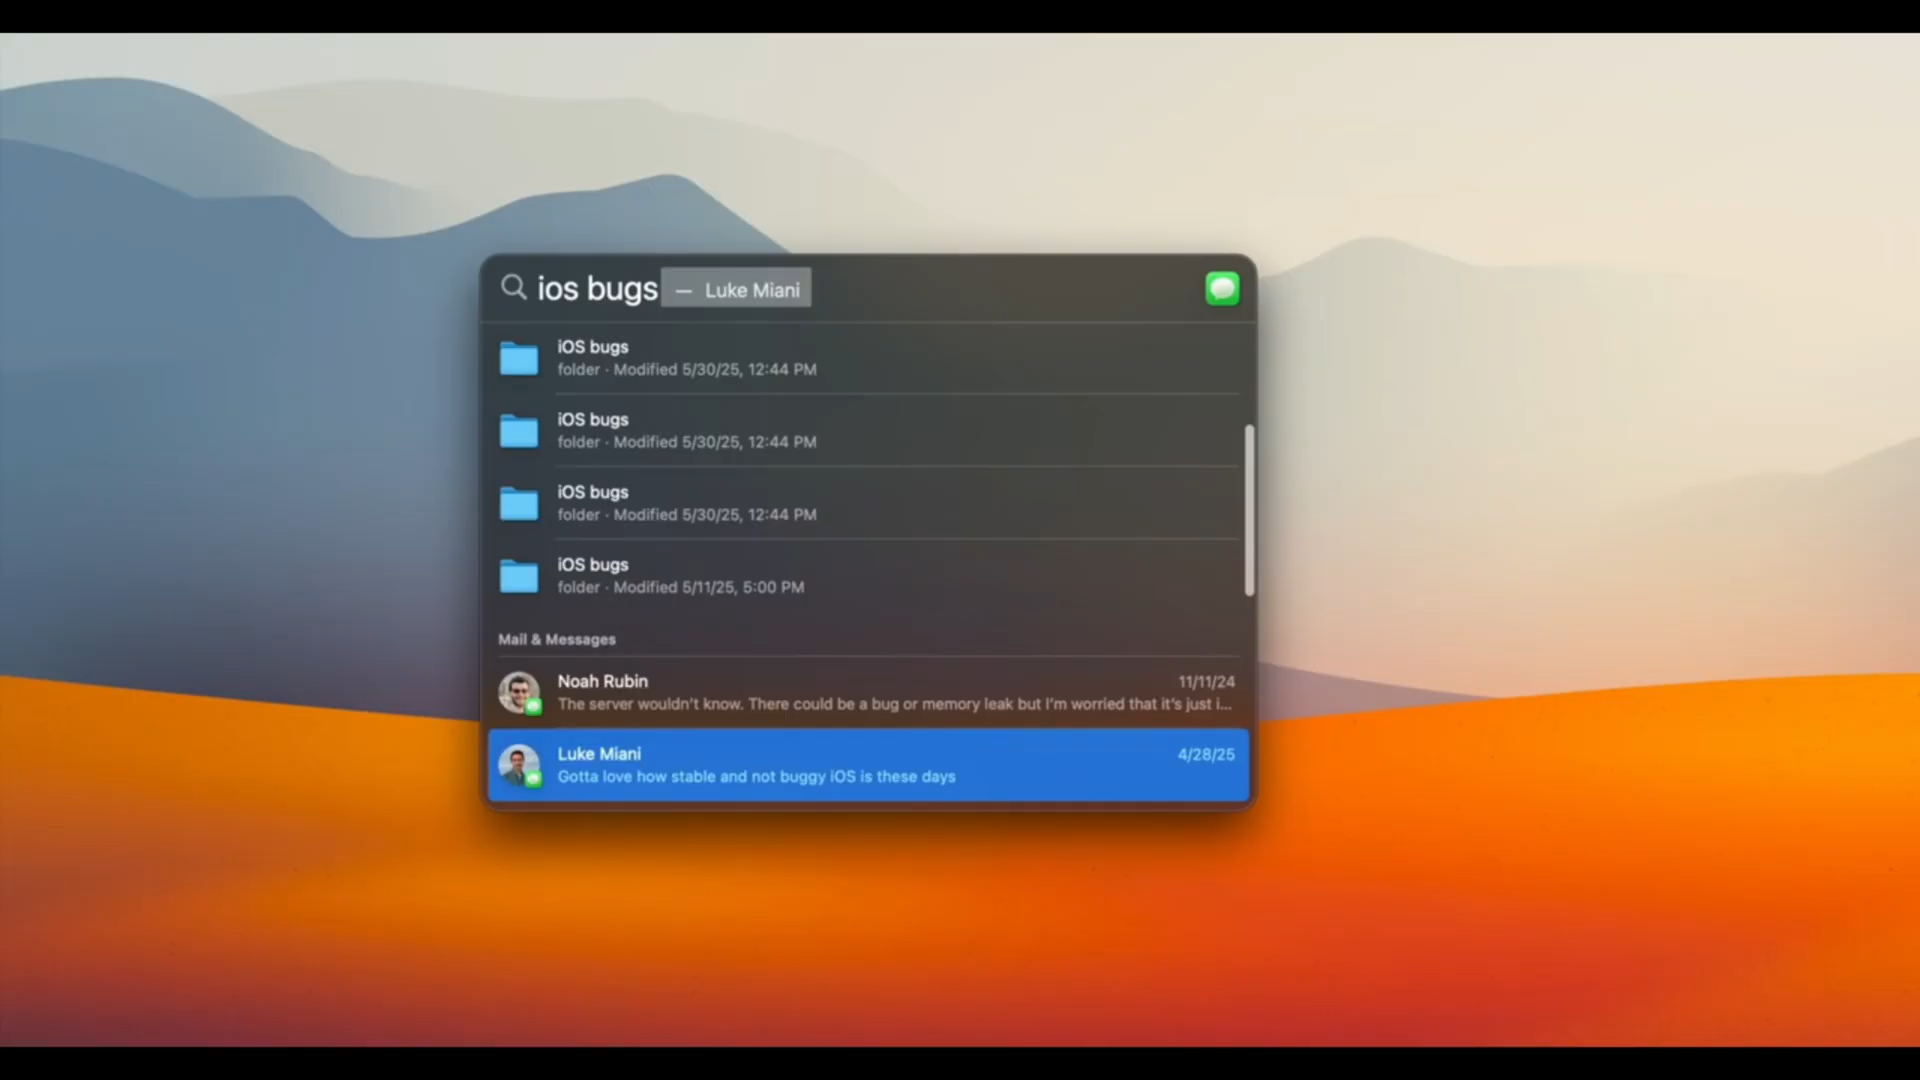 ios bugs — Luke Miani
iOS bugs
folder · Modified 5/30/25, 12:44 PM
iOS bugs
folder · Modified 5/30/25, 12:44 PM
iOS bugs
folder · Modified 5/30/25, 12:44 PM
iOS bugs
folder · Modified 5/11/25, 5:00 PM
Mail & Messages
Noah Rubin 11/11/24
The server wouldn't know. There could be a bug or memory leak but I'm worried that it's just i...
Luke Miani 4/28/25
Gotta love how stable and not buggy iOS is these days